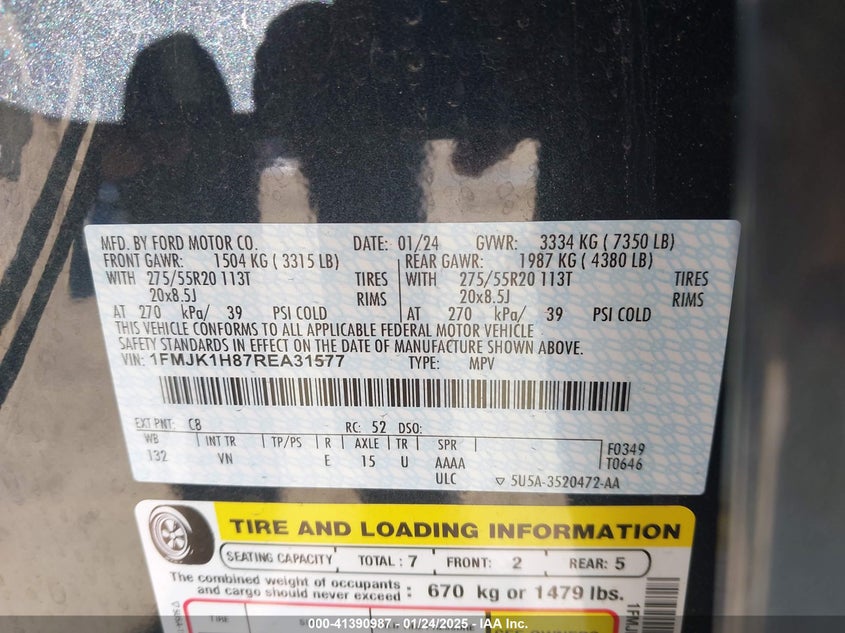 MFD. BY FORD MOTOR CO. DATE: 01/24 GVWR: 3334 KG ( 7350 LB)
FRONT GAWR: 1504 KG ( 3315 LB) REAR GAWR: 1987 KG ( 4380 LB)
WITH 275/55R20 113T TIRES WITH 275/55R20 113T TIRES
20x8.5J RIMS 20x8.5J RIMS
AT 270 kPa/ 39 PSI COLD AT 270 kPa/ 39 PSI COLD
THIS VEHICLE CONFORMS TO ALL APPLICABLE FEDERAL MOTOR VEHICLE
SAFETY STANDARDS IN EFFECT ON THE DATE OF MANUFACTURE SHOWN ABOVE.
VIN: 1FMJK1H87REA31577 TYPE: MPV
EXT PNT: C8 RC: 52 DSO:
WB INT TR TP/PS R AXLE TR SPR F0349
132 VN E 15 U AAAA T0646
ULC 5U5A-3520472-AA
TIRE AND LOADING INFORMATION
SEATING CAPACITY TOTAL : 7 FRONT: 2 REAR: 5
The combined weight of occupants
and cargo should never exceed : 670 kg or 1479 lbs.
000-41390987 - 01/24/2025 - IAA Inc.